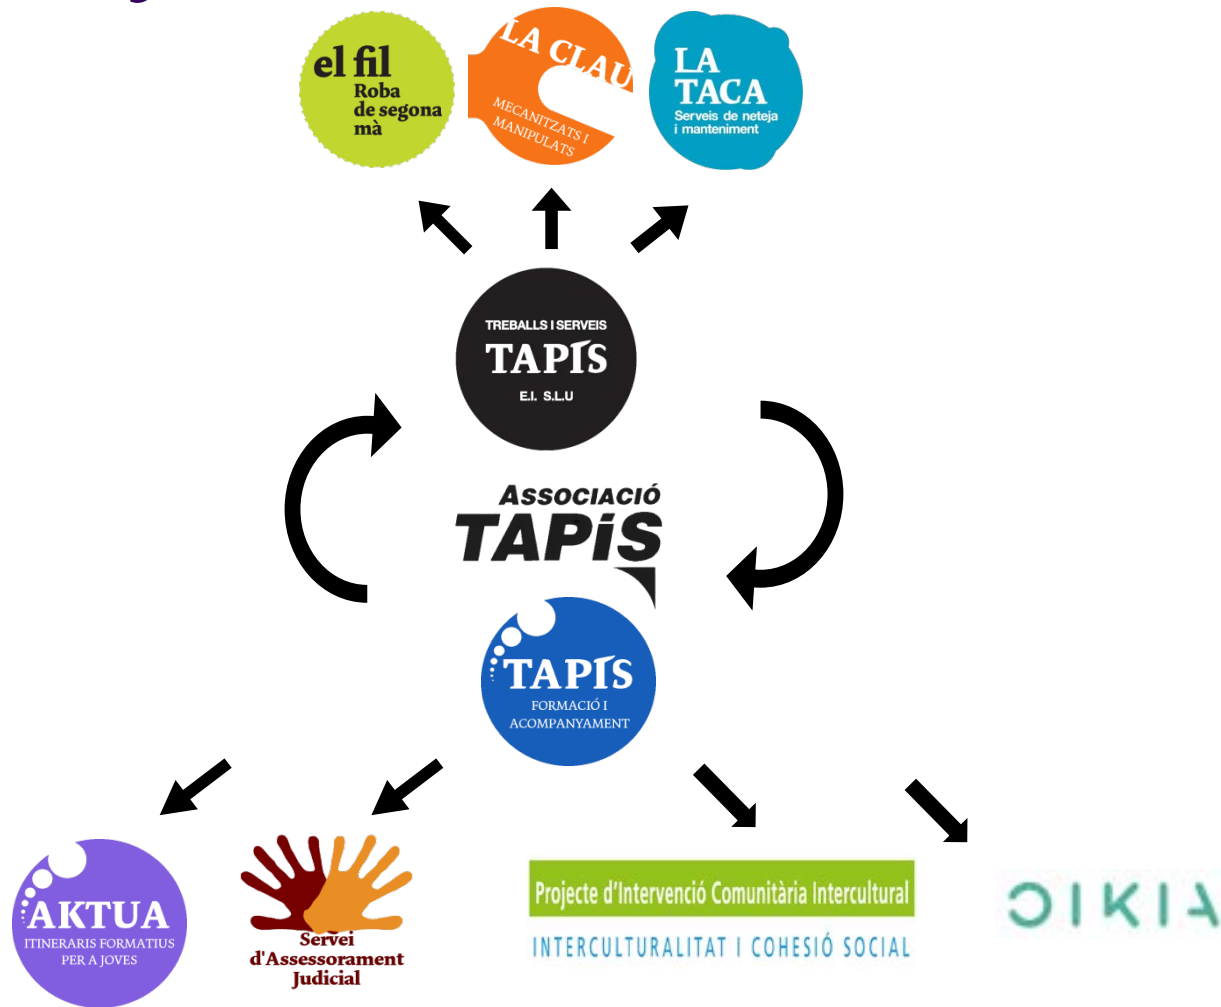 el fil
Roba
de segona
mà
LA CLAU
MECANITZATS I
MANIPULATS
LA
TACA
Serveis de neteja
i manteniment
TREBALLS I SERVEIS
TAPÍS
E.I. S.L.U
ASSOCIACIÓ
TAPÍS
TAPÍS
FORMACIÓ I
ACOMPANYAMENT
AKTUA
ITINERARIS FORMATIUS
PER A JOVES
Servei
d'Assessorament
Judicial
Projecte d'Intervenció Comunitària Intercultural
INTERCULTURALITAT I COHESIÓ SOCIAL
OIKIA